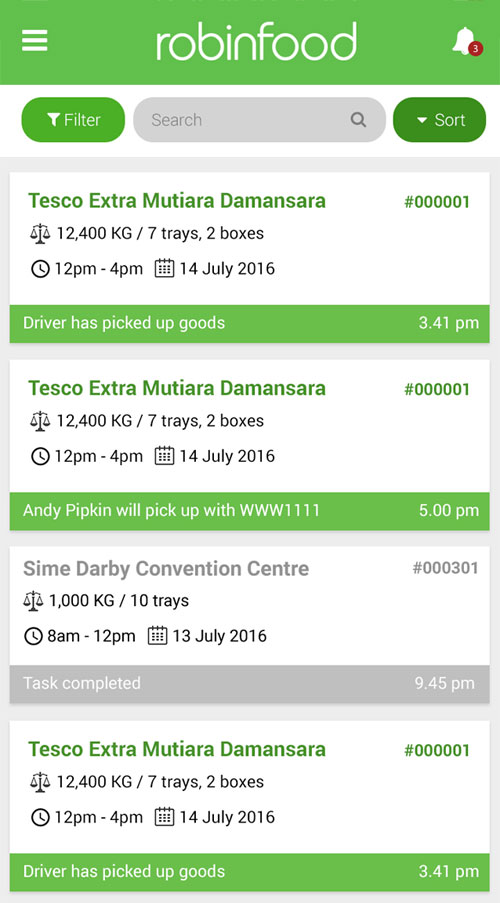 robinfood
3
Filter
Search
Sort
Tesco Extra Mutiara Damansara #000001
12,400 KG / 7 trays, 2 boxes
12pm - 4pm 14 July 2016
Driver has picked up goods 3.41 pm
Tesco Extra Mutiara Damansara #000001
12,400 KG / 7 trays, 2 boxes
12pm - 4pm 14 July 2016
Andy Pipkin will pick up with WWW1111 5.00 pm
Sime Darby Convention Centre #000301
1,000 KG / 10 trays
8am - 12pm 13 July 2016
Task completed 9.45 pm
Tesco Extra Mutiara Damansara #000001
12,400 KG / 7 trays, 2 boxes
12pm - 4pm 14 July 2016
Driver has picked up goods 3.41 pm